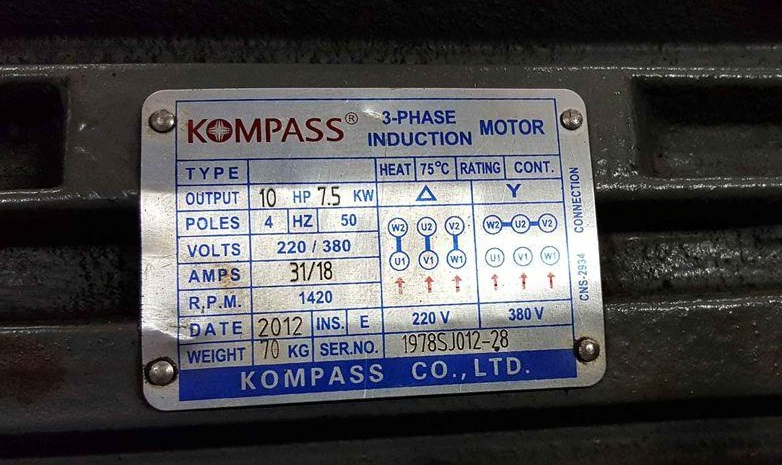 KOMPASS® 3-PHASE INDUCTION MOTOR
TYPE HEAT 75°C RATING CONT.
OUTPUT 10 HP 7.5 KW Δ Y
POLES 4 HZ 50 W2 U2 V2 W2 U2 V2
VOLTS 220 / 380
AMPS 31/18 U1 V1 W1 U1 V1 W1
R.P.M. 1420
DATE 2012 INS. E 220 V 380 V
WEIGHT 70 KG SER.NO. 1978SJ012-28
KOMPASS CO., LTD.
CNS-2934 CONNECTION